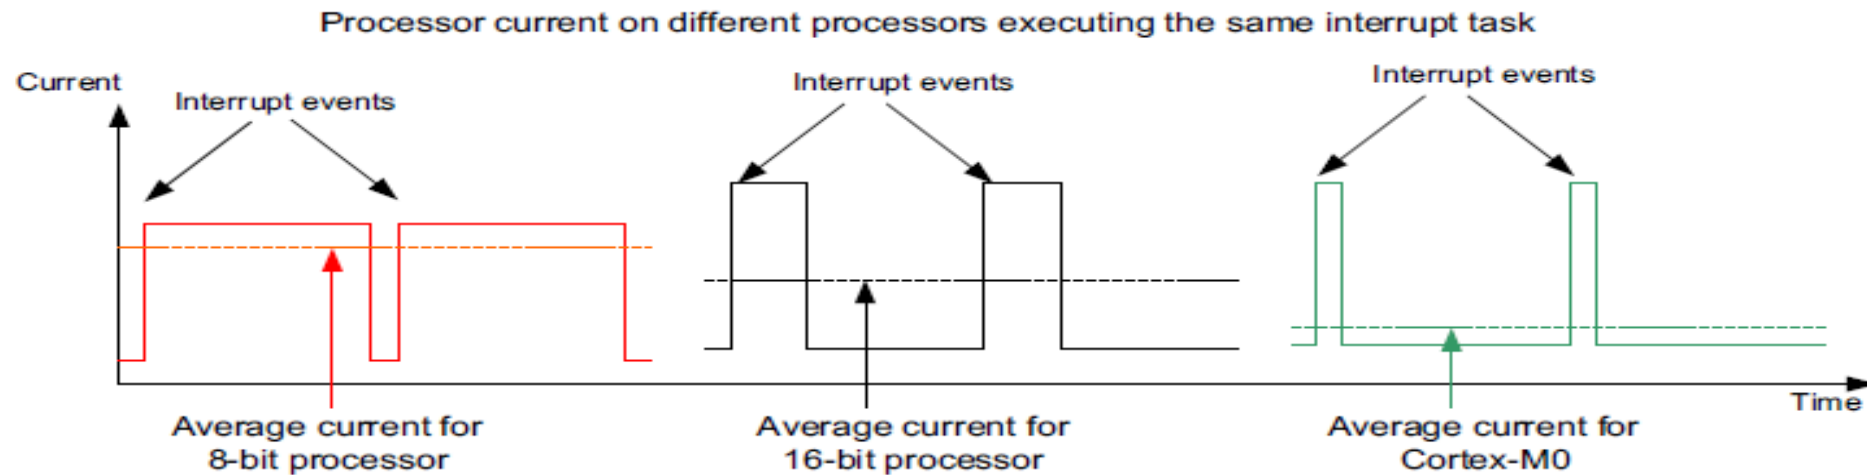 Processor current on different processors executing the same interrupt task
Current
Interrupt events
Interrupt events
Interrupt events
Time
Average current for
8-bit processor
Average current for
16-bit processor
Average current for
Cortex-M0